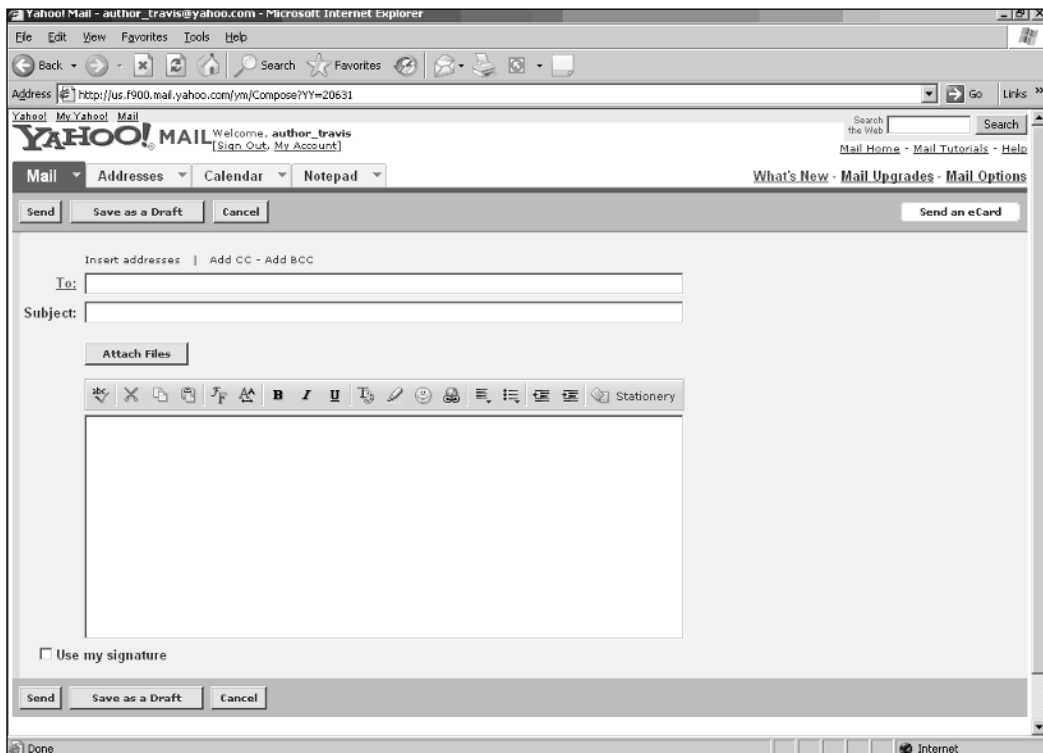 Yahoo! Mail - author_travis@yahoo.com - Microsoft Internet Explorer
File Edit View Favorites Tools Help
Back Search Favorites
Address http://us.f900.mail.yahoo.com/ym/Compose?YY=20631 Go Links »
Yahoo! My Yahoo! Mail
YAHOO! MAIL Welcome, author_travis
[Sign Out, My Account]
Search the Web Search
Mail Home - Mail Tutorials - Help
Mail Addresses Calendar Notepad What's New - Mail Upgrades - Mail Options
Send Save as a Draft Cancel Send an eCard
Insert addresses | Add CC - Add BCC
To:
Subject:
Attach Files
abc B I U Stationery
Use my signature
Send Save as a Draft Cancel
Done Internet